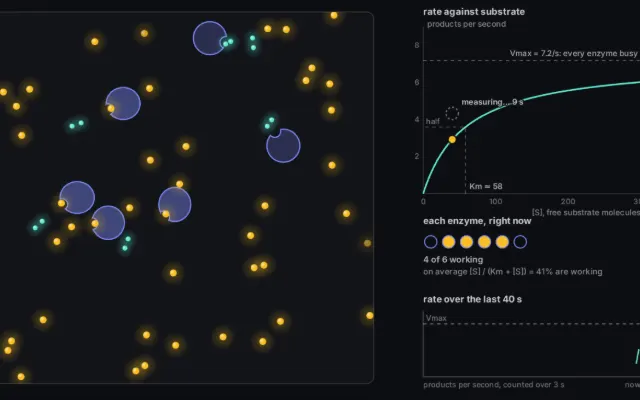 rate against substrate
products per second
8
Vmax = 7.2/s: every enzyme busy
6
measuring... 9 s
4
half
2
Km = 58
0
100
200
[S], free substrate molecules
each enzyme, right now
4 of 6 working
on average [S] / (Km + [S]) = 41% are working
rate over the last 40 s
Vmax
products per second, counted over 3 s
now